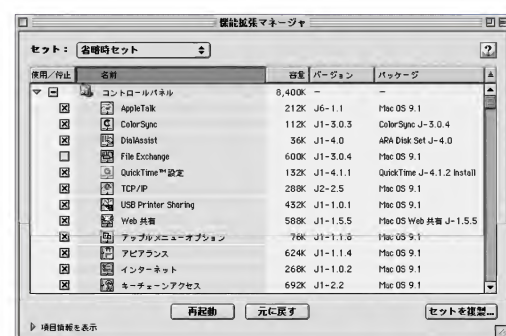 機能拡張マネージャ
セット： 省略時セット ?
使用/停止 名前 容量 バージョン パッケージ
コントロールパネル 8,400K - -
AppleTalk 212K J6-1.1 Mac OS 9.1
ColorSync 112K J1-3.0.3 ColorSync J-3.0.4
DialAssist 36K J1-4.0 ARA Disk Set J-4.0
File Exchange 600K J1-3.0.4 Mac OS 9.1
QuickTime™ 設定 132K J1-4.1.1 QuickTime J-4.1.2 Install
TCP/IP 288K J2-2.5 Mac OS 9.1
USB Printer Sharing 432K J1-1.0.1 Mac OS 9.1
Web 共有 588K J1-1.5.5 Mac OS Web 共有 J-1.5.5
アップルメニューオプション 76K J1-1.1.6 Mac OS 9.1
アピアランス 624K J1-1.1.4 Mac OS 9.1
インターネット 268K J1-1.0.2 Mac OS 9.1
キーチェーンアクセス 692K J1-2.2 Mac OS 9.1
再起動 元に戻す セットを複製...
項目情報を表示